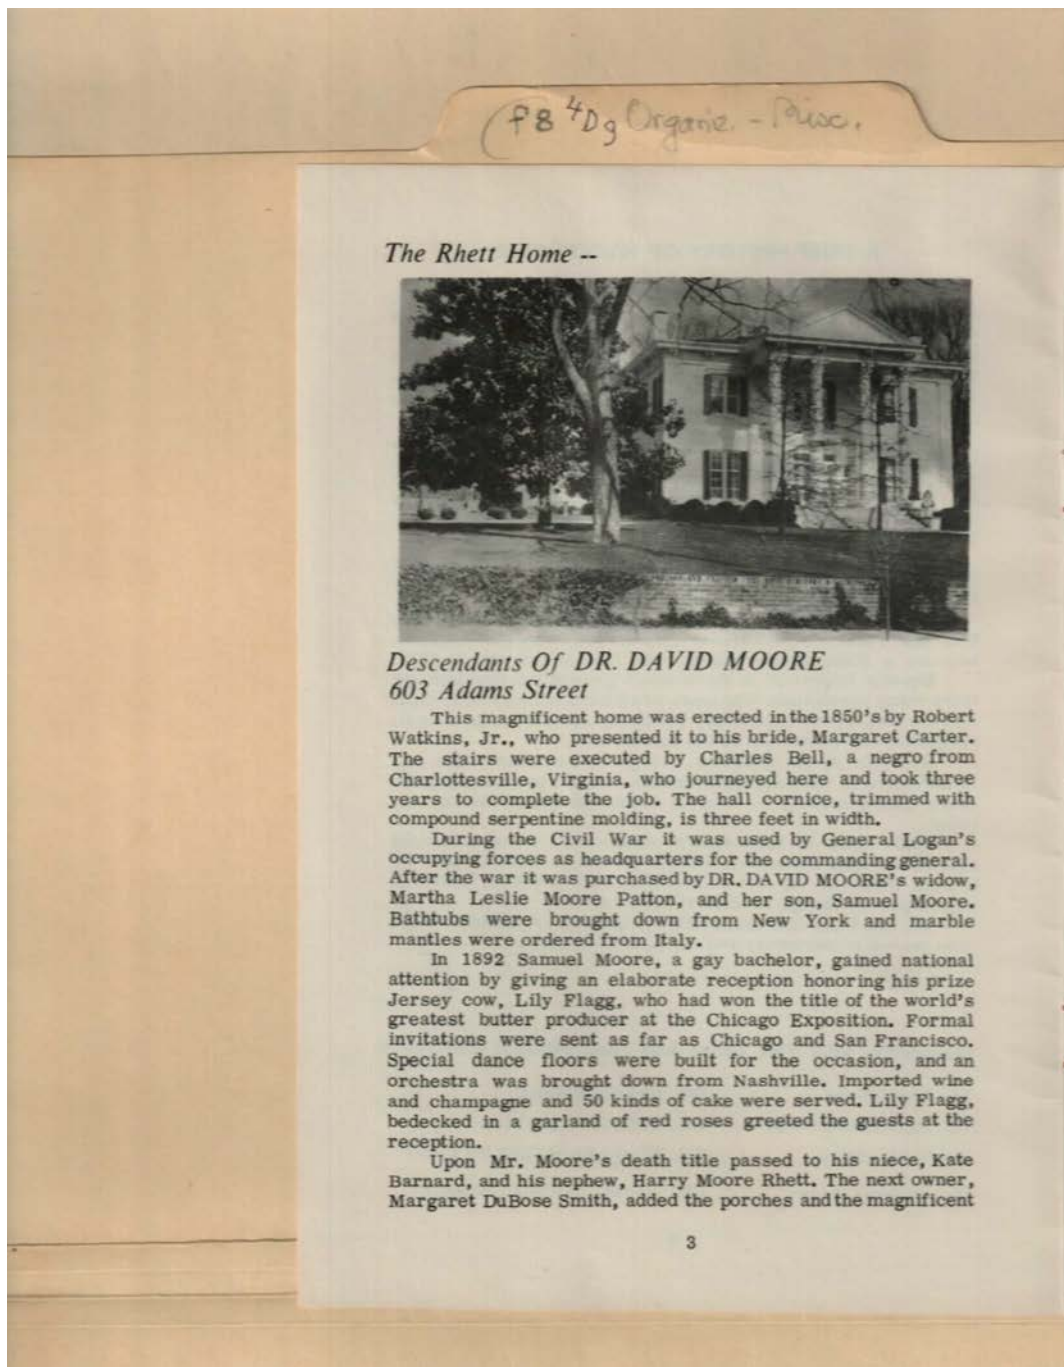 f8 4Dg Organic. - Misc.
The Rhett Home --
Descendants Of DR. DAVID MOORE
603 Adams Street
This magnificent home was erected in the 1850's by Robert
Watkins, Jr., who presented it to his bride, Margaret Carter.
The stairs were executed by Charles Bell, a negro from
Charlottesville, Virginia, who journeyed here and took three
years to complete the job. The hall cornice, trimmed with
compound serpentine molding, is three feet in width.
During the Civil War it was used by General Logan's
occupying forces as headquarters for the commanding general.
After the war it was purchased by DR. DAVID MOORE's widow,
Martha Leslie Moore Patton, and her son, Samuel Moore.
Bathtubs were brought down from New York and marble
mantles were ordered from Italy.
In 1892 Samuel Moore, a gay bachelor, gained national
attention by giving an elaborate reception honoring his prize
Jersey cow, Lily Flagg, who had won the title of the world's
greatest butter producer at the Chicago Exposition. Formal
invitations were sent as far as Chicago and San Francisco.
Special dance floors were built for the occasion, and an
orchestra was brought down from Nashville. Imported wine
and champagne and 50 kinds of cake were served. Lily Flagg,
bedecked in a garland of red roses greeted the guests at the
reception.
Upon Mr. Moore's death title passed to his niece, Kate
Barnard, and his nephew, Harry Moore Rhett. The next owner,
Margaret DuBose Smith, added the porches and the magnificent
3